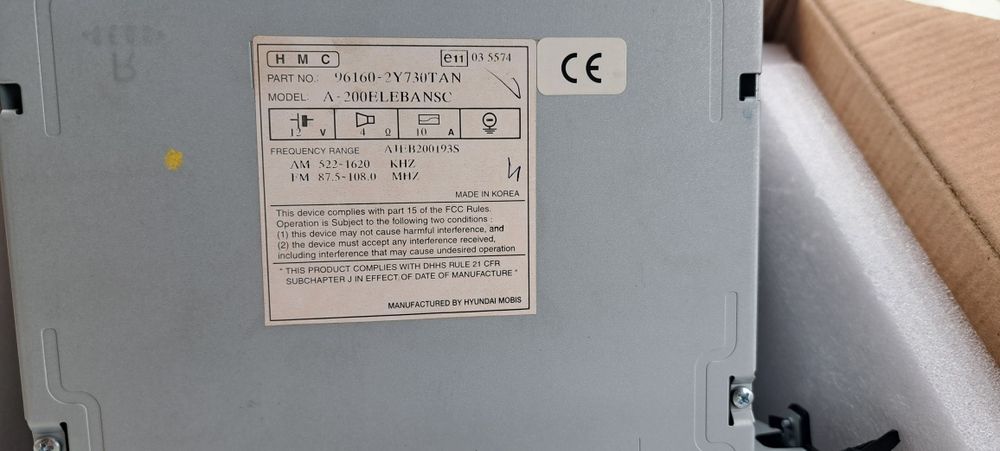 HMC e11 03 5574
PART NO.: 96160-2Y730TAN
MODEL: A-200ELEBANSC
12 V 4 Ω 10 A
FREQUENCY RANGE A1EB200193S
AM 522-1620 KHZ
FM 87.5-108.0 MHZ
MADE IN KOREA
This device complies with part 15 of the FCC Rules.
Operation is Subject to the following two conditions :
(1) this device may not cause harmful interference, and
(2) the device must accept any interference received,
including interference that may cause undesired operation
" THIS PRODUCT COMPLIES WITH DHHS RULE 21 CFR
SUBCHAPTER J IN EFFECT OF DATE OF MANUFACTURE "
MANUFACTURED BY HYUNDAI MOBIS
CE